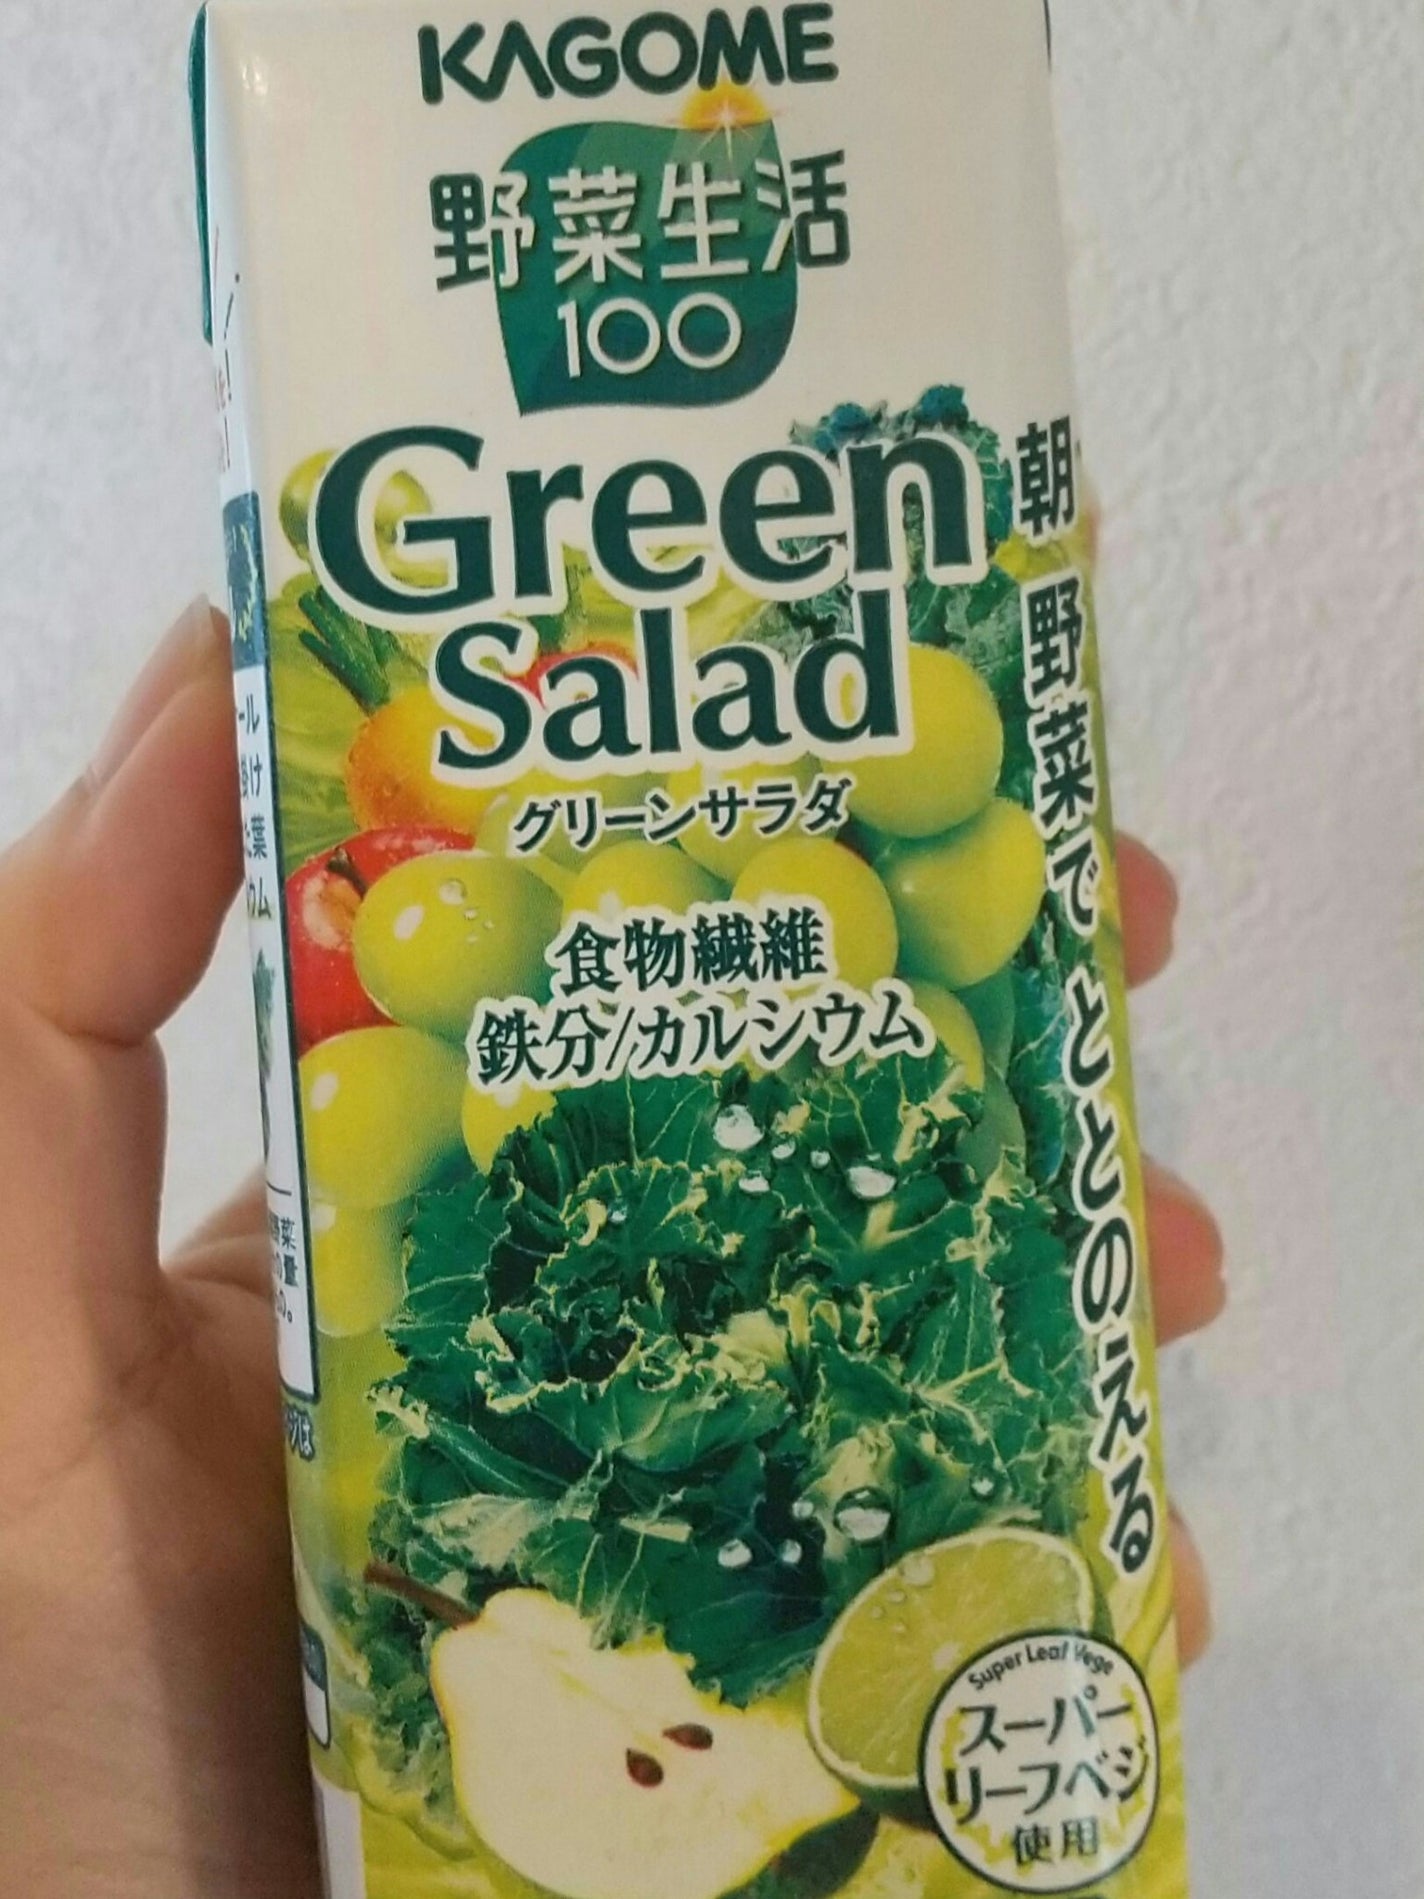 KAGOME
野菜生活
100
Green
Salad
グリーンサラダ
食物繊維
鉄分/カルシウム
朝、野菜で ととのえる
Super Leaf Vege
スーパー
リーフベジ
使用